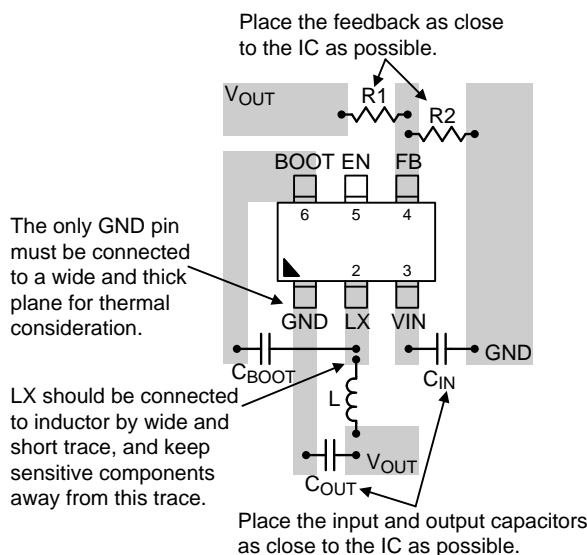 Place the feedback as close
to the IC as possible.
VOUT
R1
R2
BOOT EN FB
6 5 4
The only GND pin
must be connected
to a wide and thick
plane for thermal
consideration.
2 3
GND LX VIN
GND
CBOOT
CIN
LX should be connected
to inductor by wide and
short trace, and keep
sensitive components
away from this trace.
L
VOUT
COUT
Place the input and output capacitors
as close to the IC as possible.